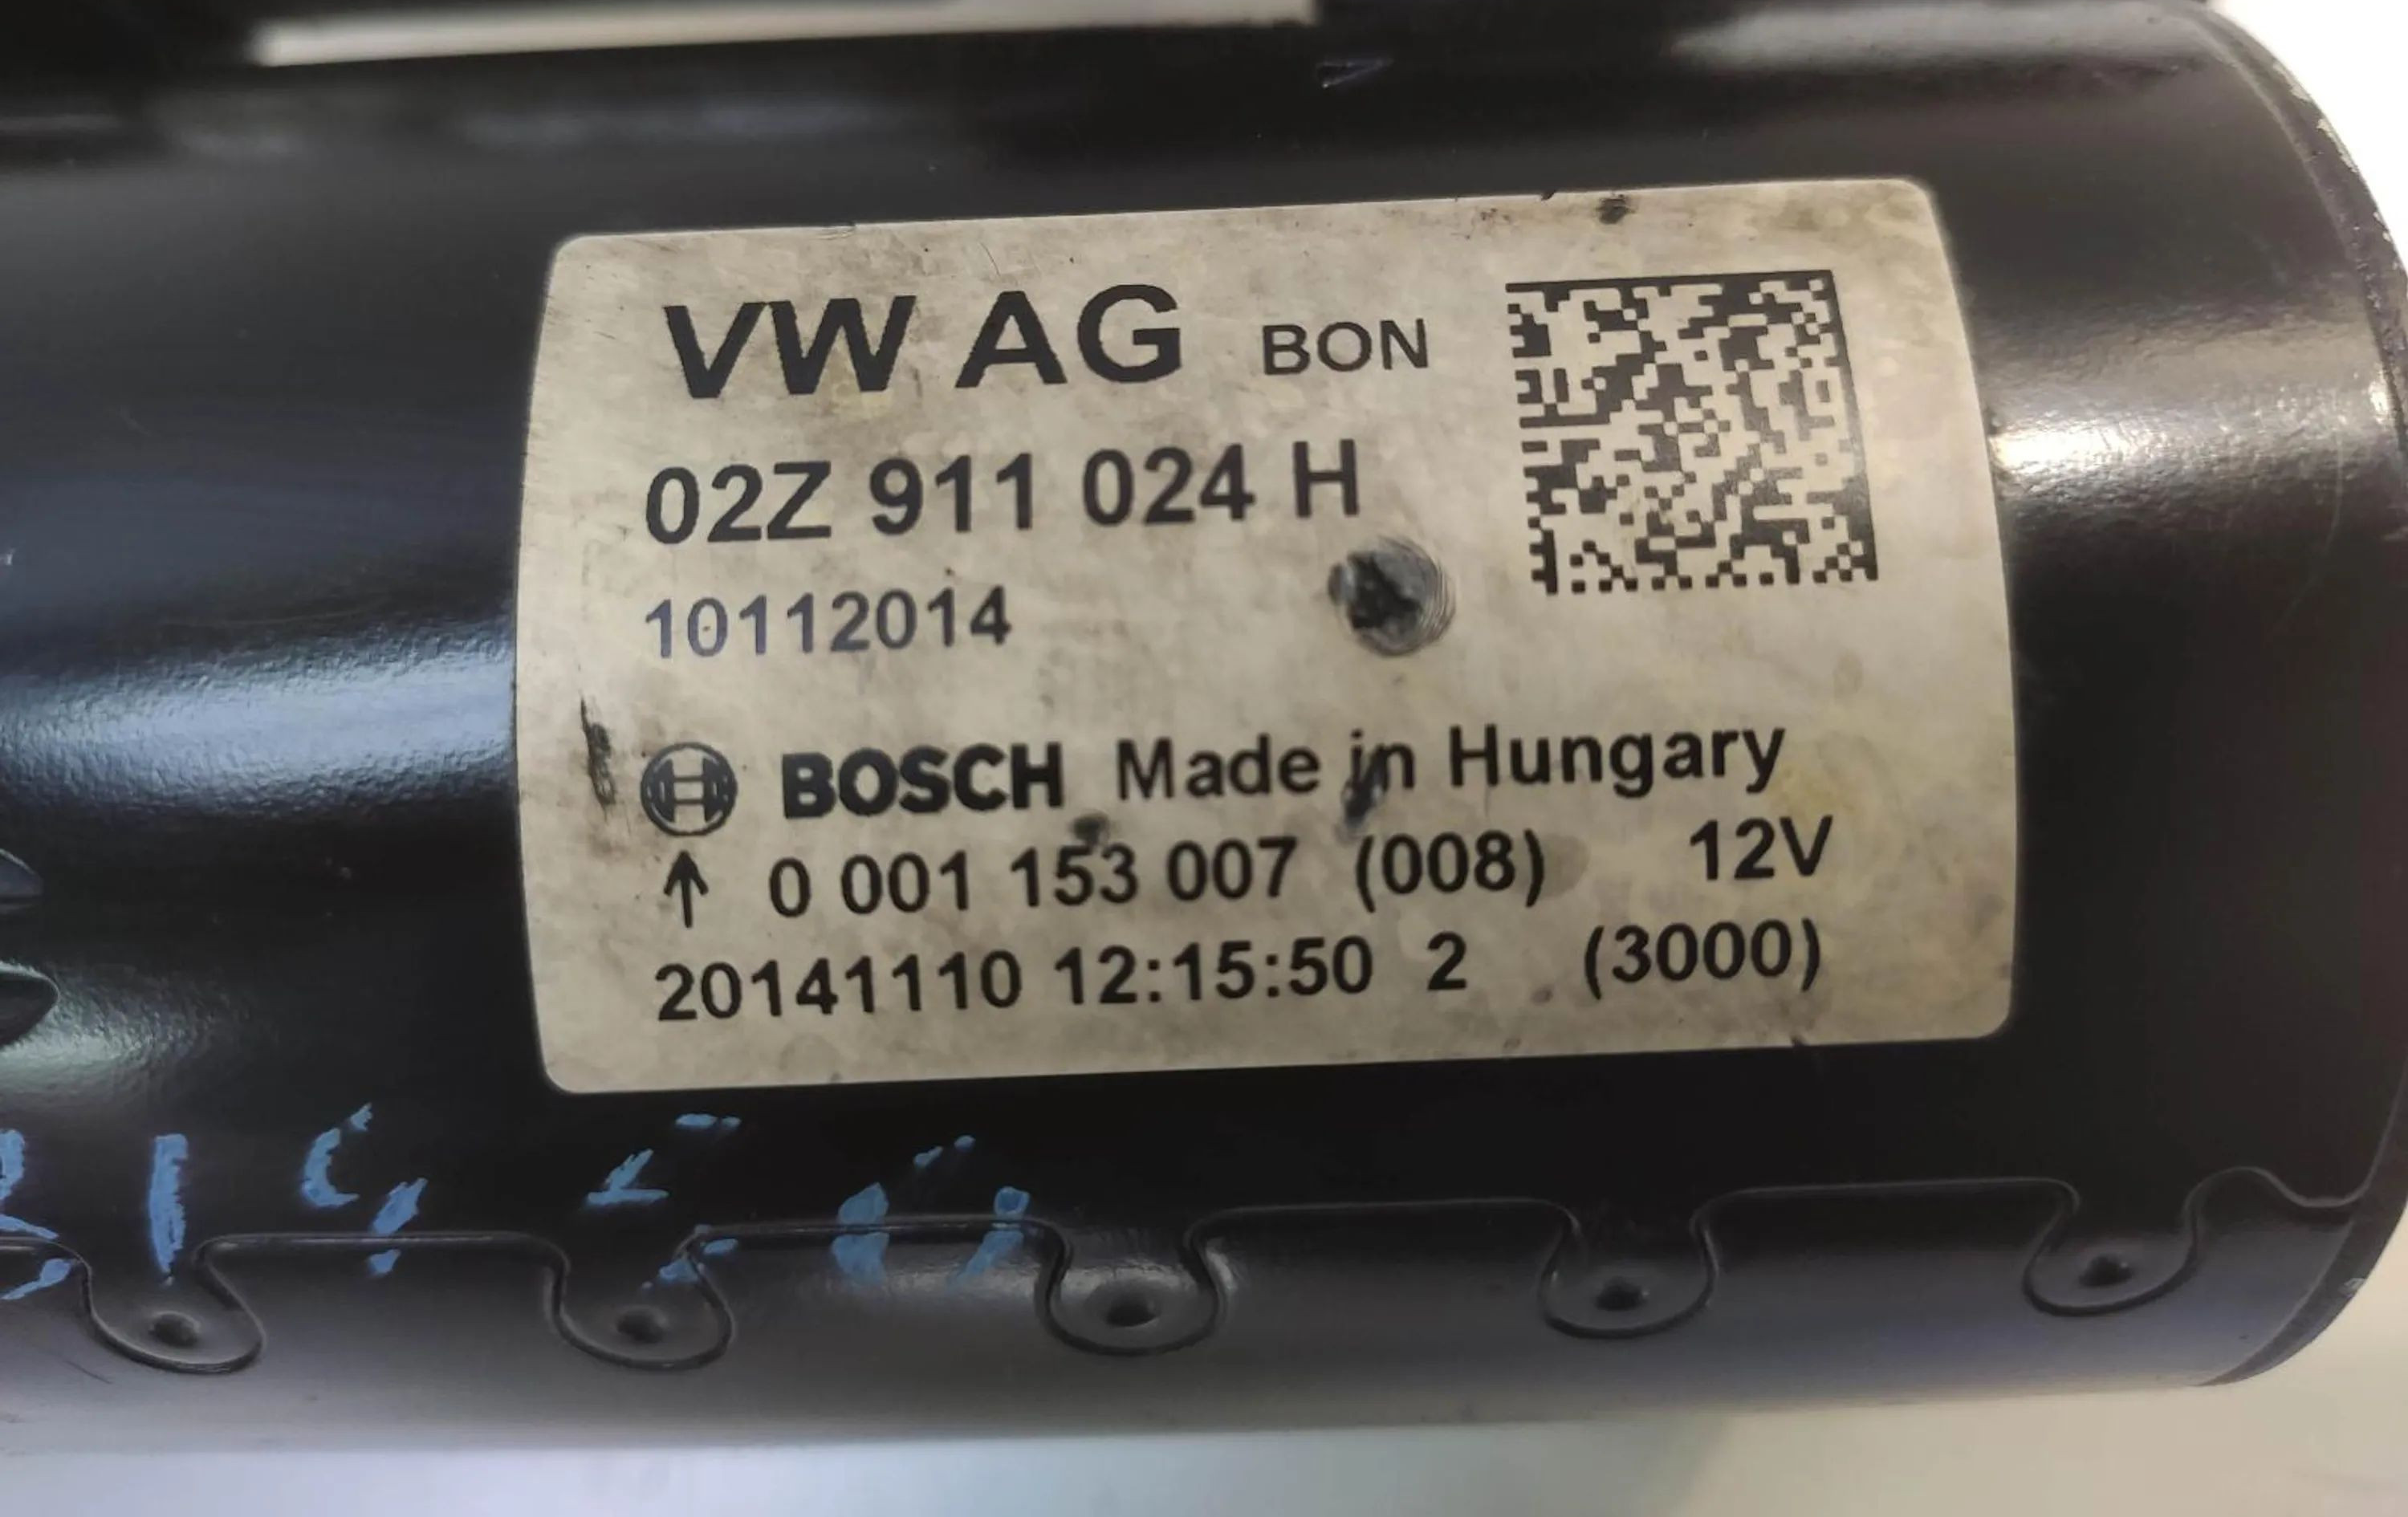 VW AG BON
02Z 911 024 H
10112014
BOSCH Made in Hungary
↑ 0 001 153 007 (008) 12V
20141110 12:15:50 2 (3000)